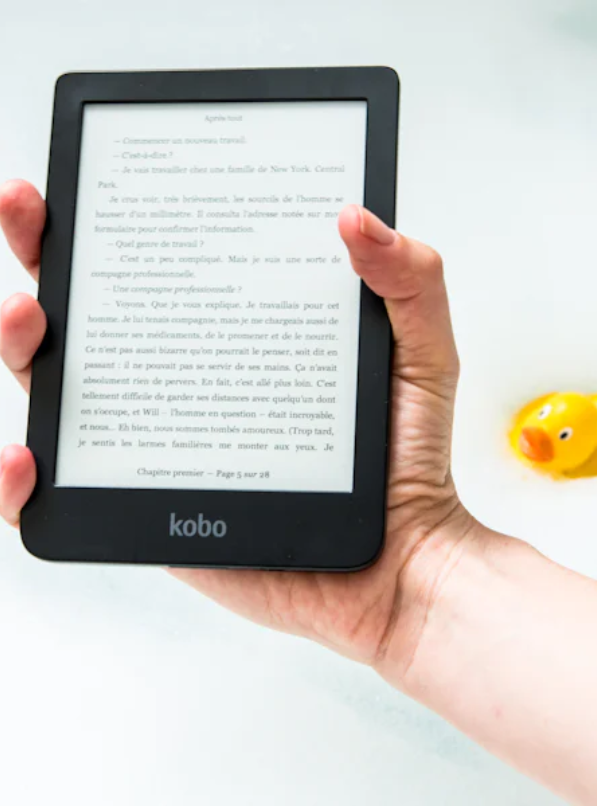 Après tout
— Commencer un nouveau travail.
— C'est-à-dire ?
— Je vais travailler chez une famille de New York. Central
Park.
Je crus voir, très brièvement, les sourcils de l'homme se
hausser d'un millimètre. Il consulta l'adresse notée sur mon
formulaire pour confirmer l'information.
— Quel genre de travail ?
— C'est un peu compliqué. Mais je suis une sorte de
compagne professionnelle.
— Une compagne professionnelle ?
— Voyons. Que je vous explique. Je travaillais pour cet
homme. Je lui tenais compagnie, mais je me chargeais aussi de
lui donner ses médicaments, de le promener et de le nourrir.
Ce n'est pas aussi bizarre qu'on pourrait le penser, soit dit en
passant : il ne pouvait pas se servir de ses mains. Ça n'avait
absolument rien de pervers. En fait, c'est allé plus loin. C'est
tellement difficile de garder ses distances avec quelqu'un dont
on s'occupe, et Will – l'homme en question – était incroyable,
et nous... Eh bien, nous sommes tombés amoureux. (Trop tard,
je sentis les larmes familières me monter aux yeux. Je
Chapitre premier — Page 5 sur 28
kobo